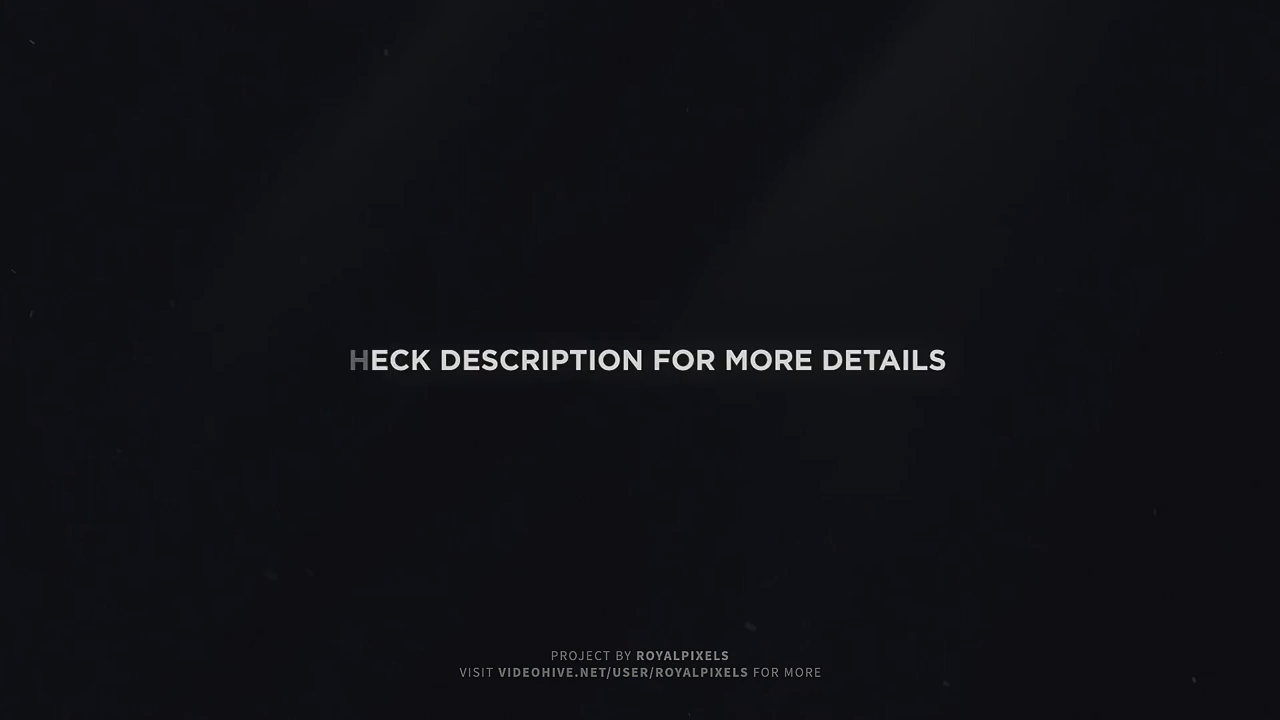 HECK DESCRIPTION FOR MORE DETAILS
PROJECT BY ROYALPIXELS
VISIT VIDEOHIVE.NET/USER/ROYALPIXELS FOR MORE